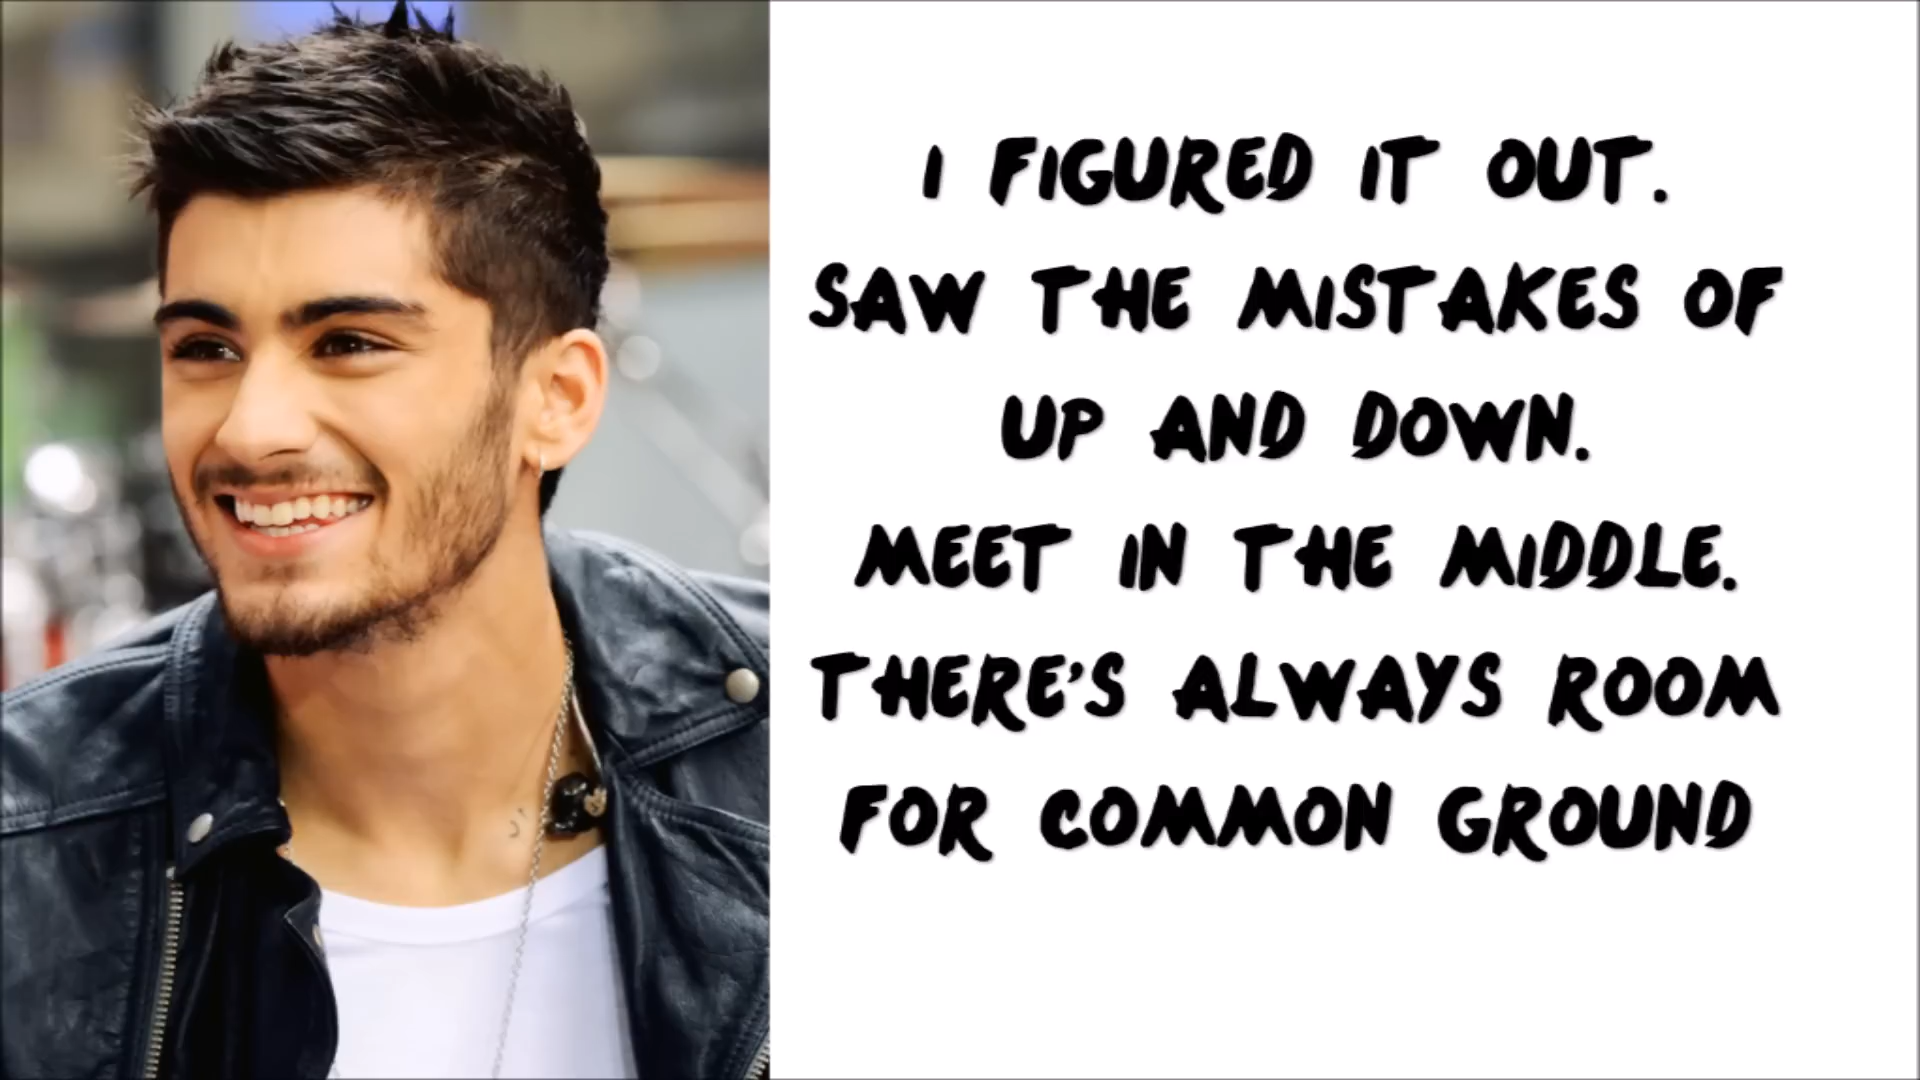 I FIGURED IT OUT.
SAW THE MISTAKES OF
UP AND DOWN.
MEET IN THE MIDDLE.
THERE'S ALWAYS ROOM
FOR COMMON GROUND